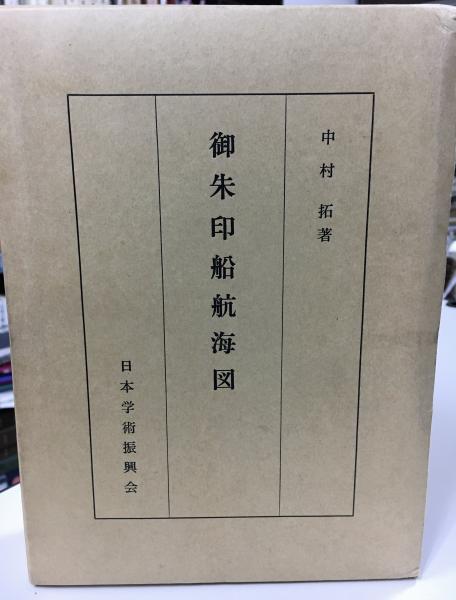 中村拓著
御朱印船航海図
日本学術振興会